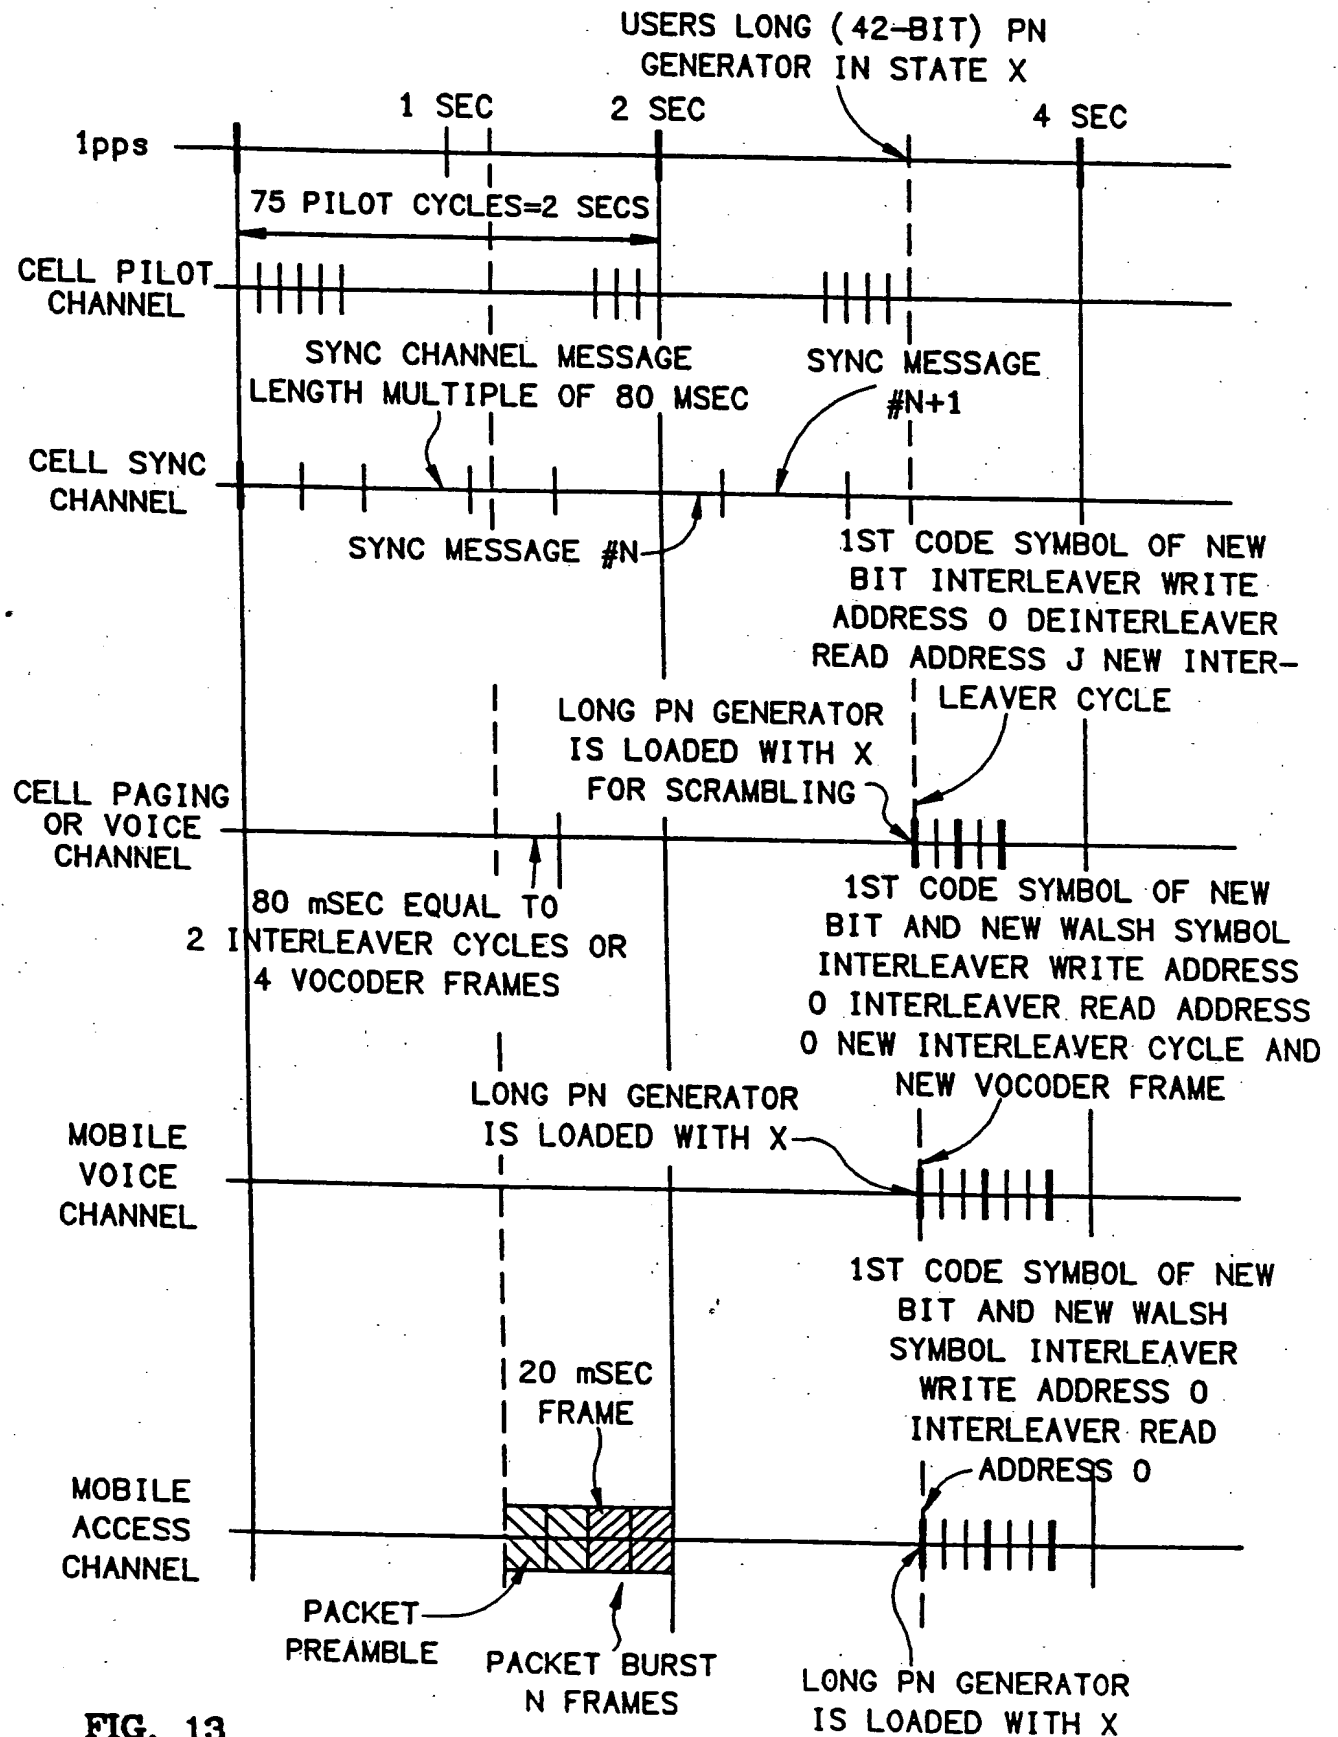 USERS LONG (42-BIT) PN
GENERATOR IN STATE X
1 SEC
2 SEC
4 SEC
1pps
75 PILOT CYCLES=2 SECS
CELL PILOT
CHANNEL
SYNC CHANNEL MESSAGE
LENGTH MULTIPLE OF 80 MSEC
SYNC MESSAGE
#N+1
CELL SYNC
CHANNEL
SYNC MESSAGE #N
1ST CODE SYMBOL OF NEW
BIT INTERLEAVER WRITE
ADDRESS 0 DEINTERLEAVER
READ ADDRESS J NEW INTER-
LEAVER CYCLE
LONG PN GENERATOR
IS LOADED WITH X
FOR SCRAMBLING
CELL PAGING
OR VOICE
CHANNEL
80 mSEC EQUAL TO
2 INTERLEAVER CYCLES OR
4 VOCODER FRAMES
1ST CODE SYMBOL OF NEW
BIT AND NEW WALSH SYMBOL
INTERLEAVER WRITE ADDRESS
0 INTERLEAVER READ ADDRESS
0 NEW INTERLEAVER CYCLE AND
NEW VOCODER FRAME
LONG PN GENERATOR
IS LOADED WITH X
MOBILE
VOICE
CHANNEL
1ST CODE SYMBOL OF NEW
BIT AND NEW WALSH
SYMBOL INTERLEAVER
WRITE ADDRESS 0
INTERLEAVER READ
ADDRESS 0
20 mSEC
FRAME
MOBILE
ACCESS
CHANNEL
PACKET
PREAMBLE
PACKET BURST
N FRAMES
LONG PN GENERATOR
IS LOADED WITH X
FIG. 13